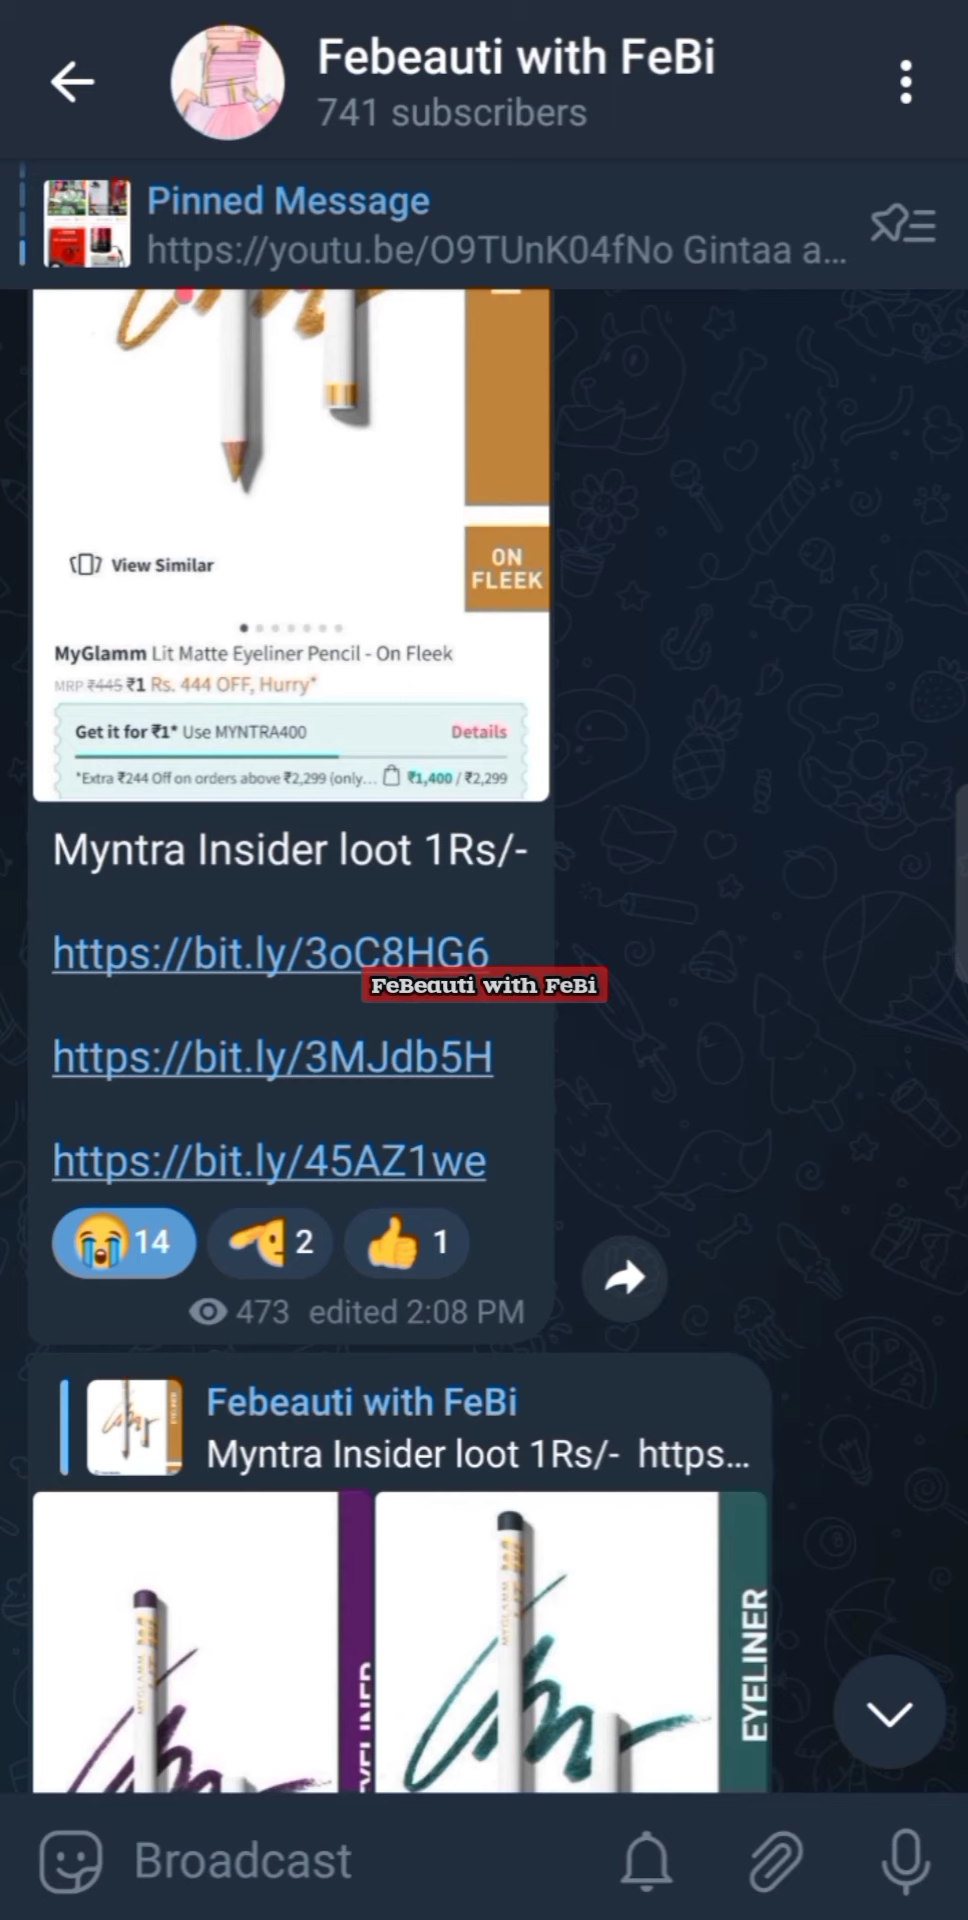 Febeauti with FeBi
741 subscribers
Pinned Message
https://youtu.be/O9TUnK04fNo Gintaa a...
View Similar
ON
FLEEK
MyGlamm Lit Matte Eyeliner Pencil - On Fleek
MRP ₹445 ₹1 Rs. 444 OFF, Hurry*
Get it for ₹1* Use MYNTRA400 Details
*Extra ₹244 Off on orders above ₹2,299 (only... ₹1,400 / ₹2,299
Myntra Insider loot 1Rs/-
https://bit.ly/3oC8HG6
FeBeauti with FeBi
https://bit.ly/3MJdb5H
https://bit.ly/45AZ1we
14 2 1
473 edited 2:08 PM
Febeauti with FeBi
Myntra Insider loot 1Rs/- https...
MYGLAMM
EYELINER
MYGLAMM
EYELINER
Broadcast